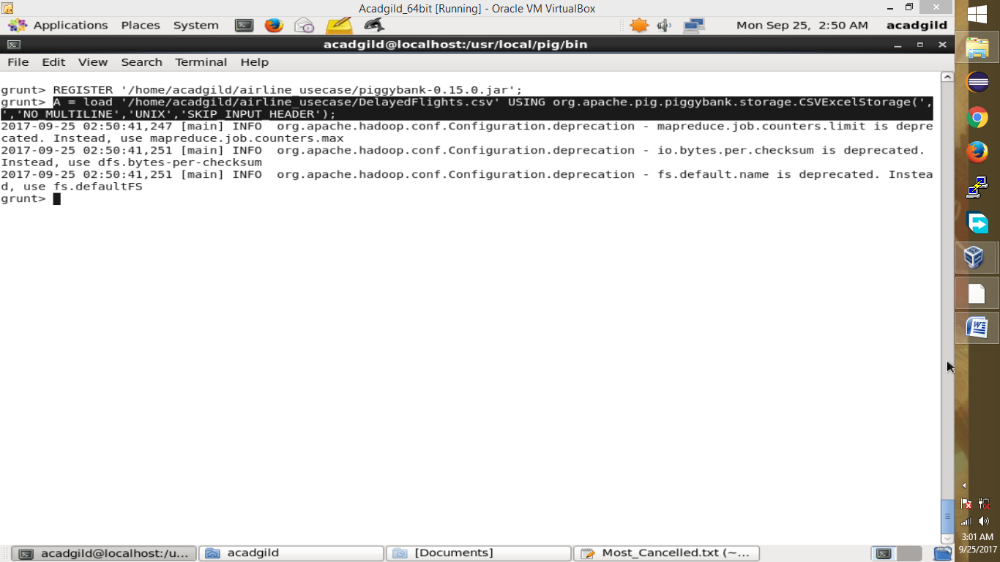 Acadgild_64bit [Running] - Oracle VM VirtualBox
Applications Places System Mon Sep 25, 2:50 AM acadgild
acadgild@localhost:/usr/local/pig/bin
File Edit View Search Terminal Help
grunt> REGISTER '/home/acadgild/airline_usecase/piggybank-0.15.0.jar';
grunt> A = load '/home/acadgild/airline_usecase/DelayedFlights.csv' USING org.apache.pig.piggybank.storage.CSVExcelStorage(',
','NO_MULTILINE','UNIX','SKIP_INPUT_HEADER');
2017-09-25 02:50:41,247 [main] INFO  org.apache.hadoop.conf.Configuration.deprecation - mapreduce.job.counters.limit is depre
cated. Instead, use mapreduce.job.counters.max
2017-09-25 02:50:41,251 [main] INFO  org.apache.hadoop.conf.Configuration.deprecation - io.bytes.per.checksum is deprecated.
Instead, use dfs.bytes-per-checksum
2017-09-25 02:50:41,251 [main] INFO  org.apache.hadoop.conf.Configuration.deprecation - fs.default.name is deprecated. Instea
d, use fs.defaultFS
grunt>
acadgild@localhost:/u... acadgild [Documents] Most_Cancelled.txt (~...
3:01 AM
9/25/2017